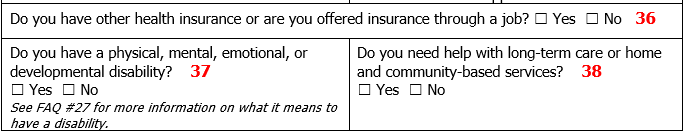 Do you have other health insurance or are you offered insurance through a job? ☐ Yes ☐ No 36
Do you have a physical, mental, emotional, or
developmental disability? 37
☐ Yes ☐ No
See FAQ #27 for more information on what it means to
have a disability.
Do you need help with long-term care or home
and community-based services? 38
☐ Yes ☐ No